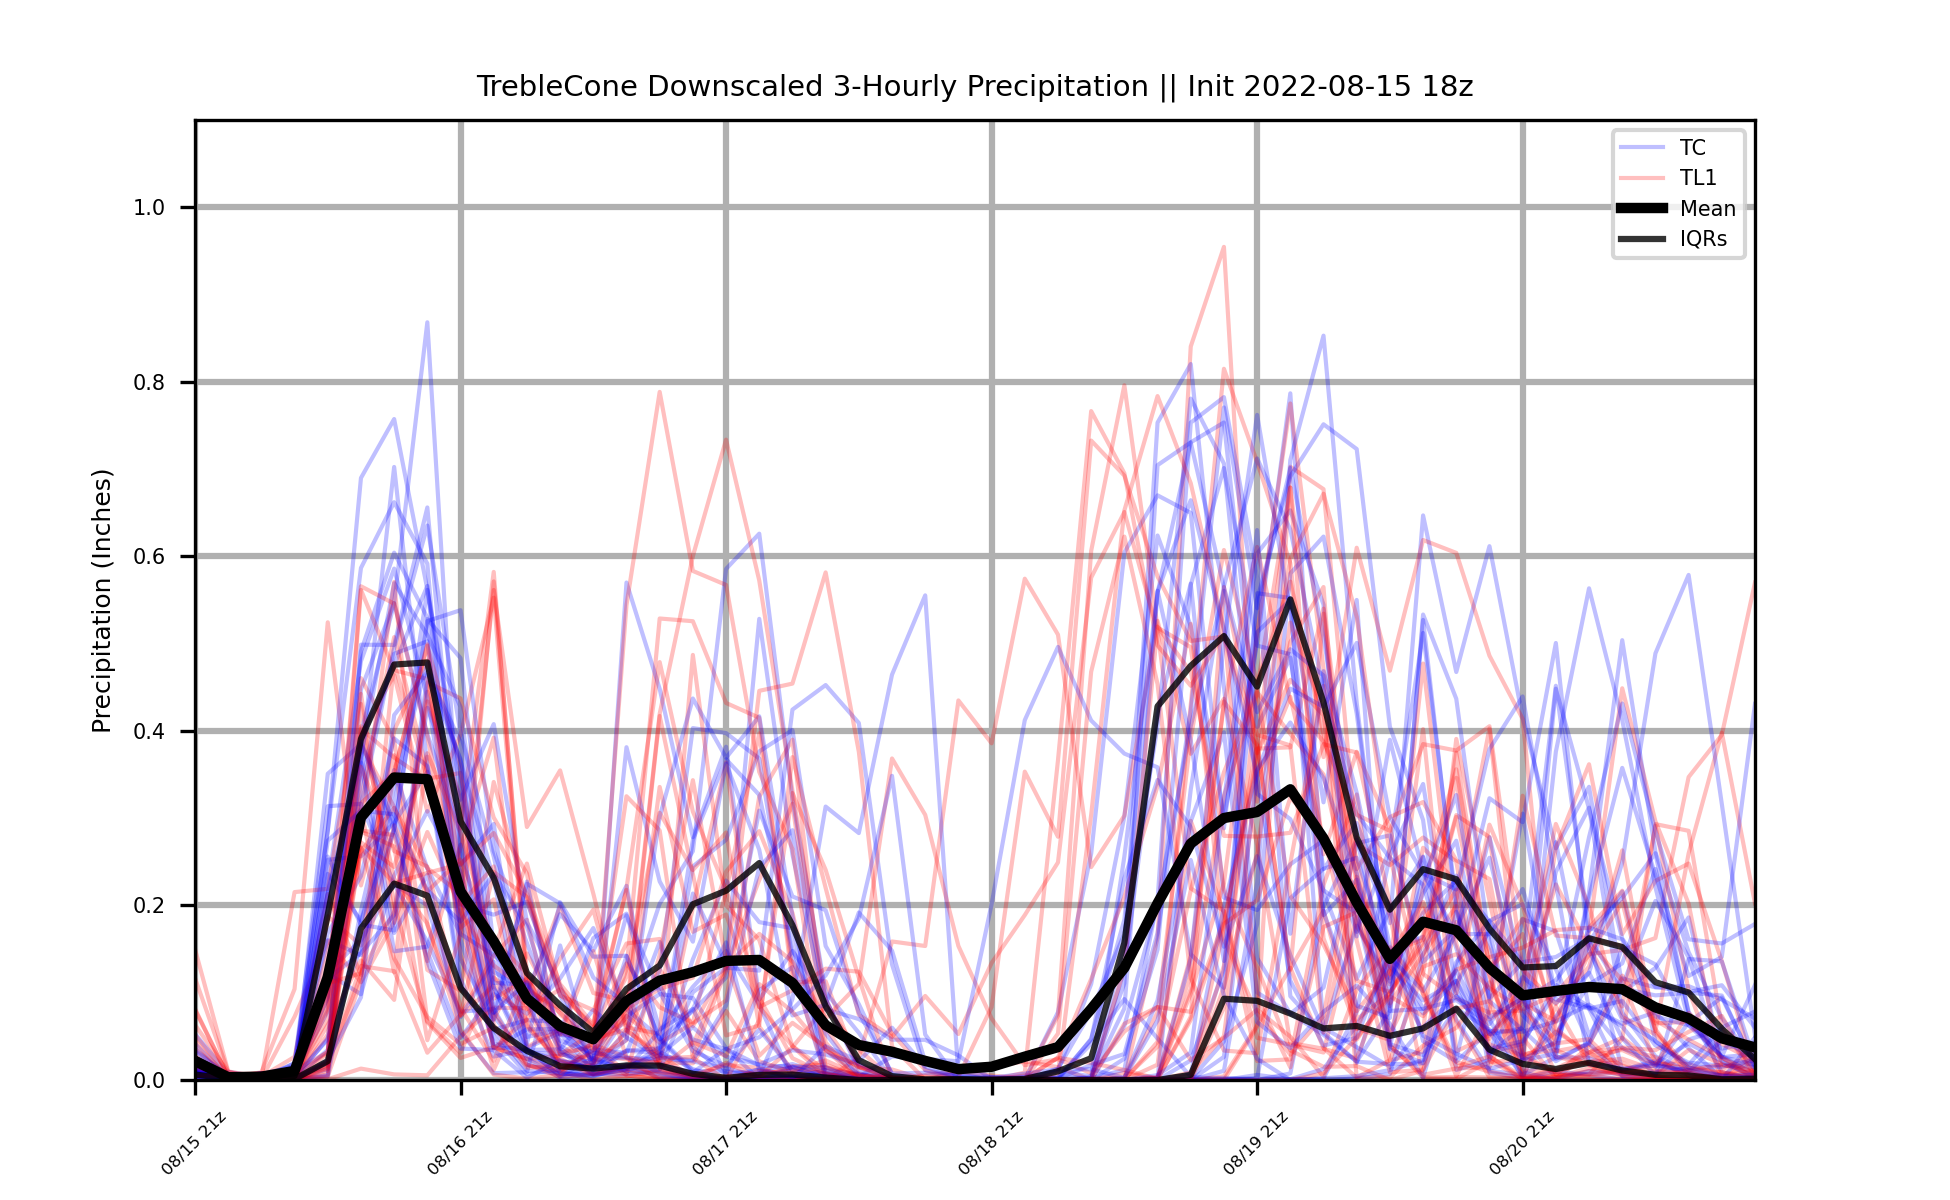 TrebleCone Downscaled 3-Hourly Precipitation || Init 2022-08-15 18z
TC
TL1
Mean
IQRs
Precipitation (Inches)
1.0
0.8
0.6
0.4
0.2
0.0
08/15 21z
08/16 21z
08/17 21z
08/18 21z
08/19 21z
08/20 21z